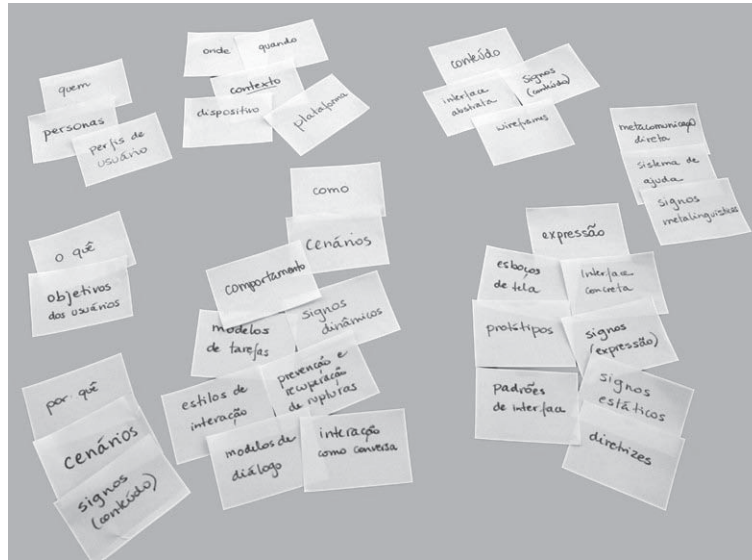 quem
personas
perfis de
usuário
onde
quando
contexto
dispositivo
plataforma
conteúdo
interface
abstrata
signos
(conteúdo)
wireframes
metacomunicação
direta
sistema de
ajuda
signos
metalinguísticos
o quê
objetivos
dos usuários
por quê
cenários
signos
(conteúdo)
como
cenários
comportamento
modelos
de tarefas
signos
dinâmicos
estilos de
interação
prevenção e
recuperação
de rupturas
modelos de
diálogo
interação
como conversa
expressão
esboços
de tela
interface
concreta
protótipos
signos
(expressão)
padrões
de interface
signos
estáticos
diretrizes